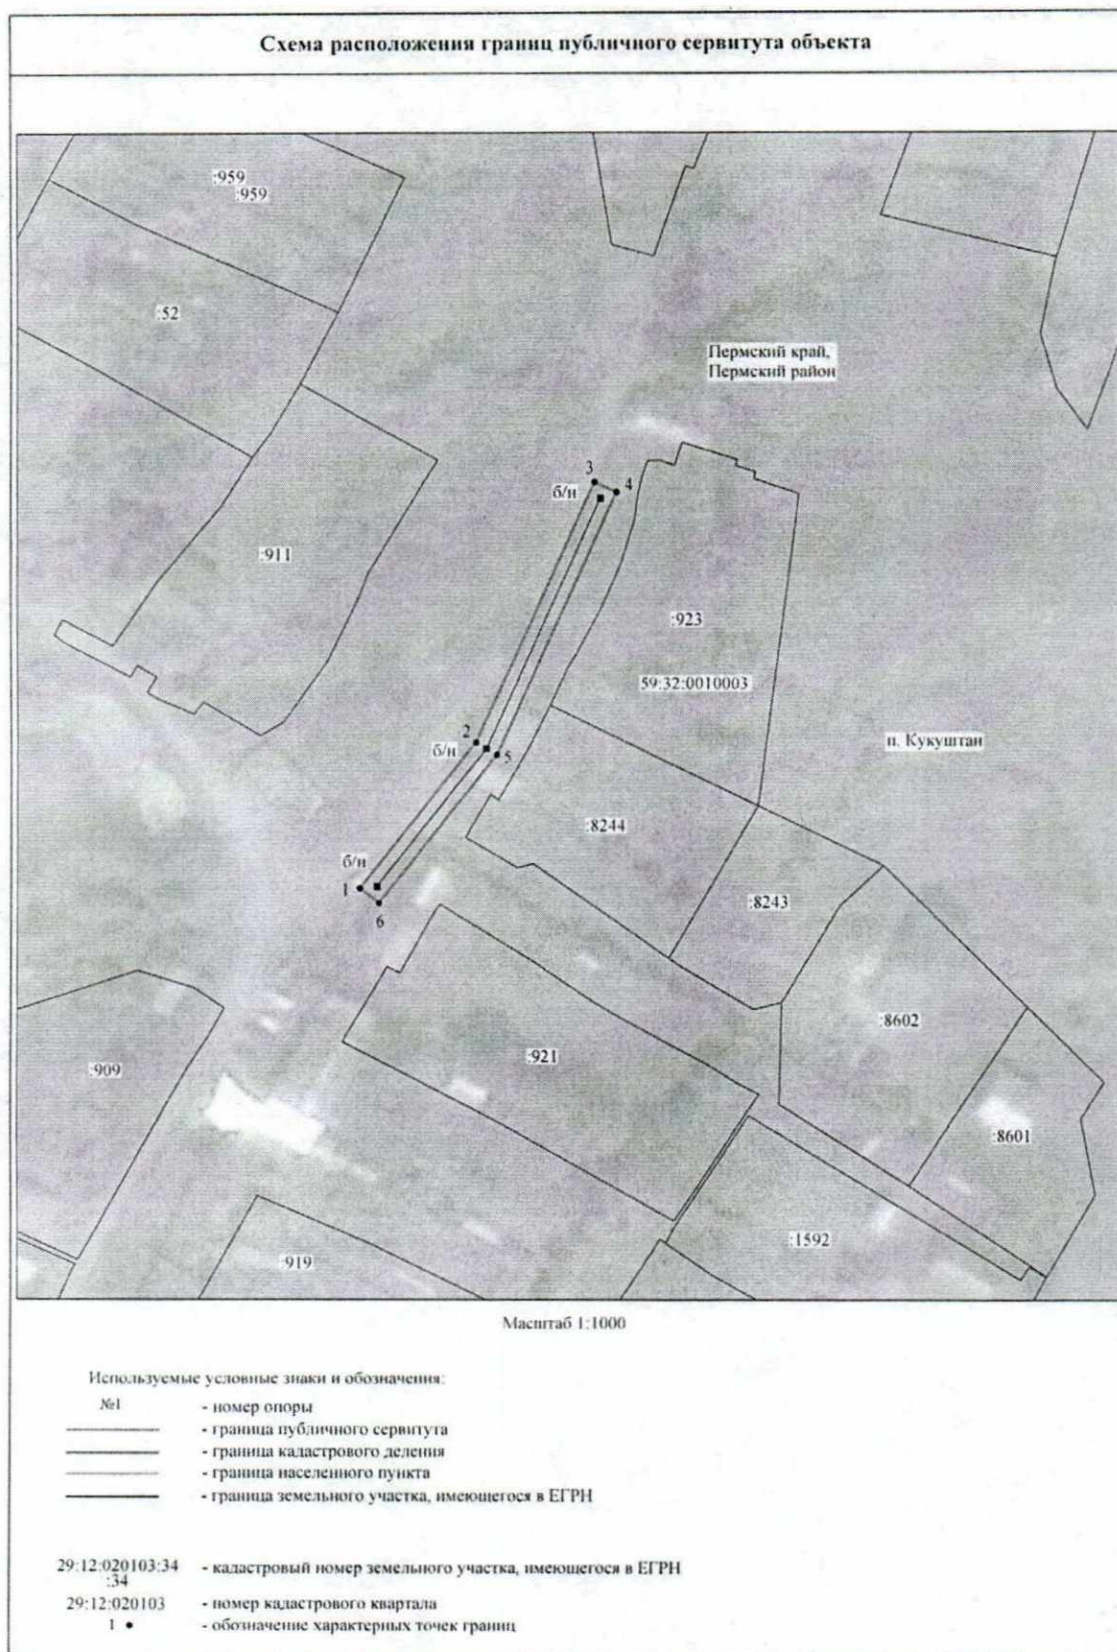 Схема расположения границ публичного сервитута объекта
:959
:959
:52
Пермский край,
Пермский район
3
б/н
4
:911
:923
59:32:0010003
2
б/н
5
п. Кукуштан
:8244
б/н
1
6
:8243
:8602
:921
:909
:8601
:1592
:919
Масштаб 1:1000
Используемые условные знаки и обозначения:
№1 - номер опоры
- граница публичного сервитута
- граница кадастрового деления
- граница населенного пункта
- граница земельного участка, имеющегося в ЕГРН
29:12:020103:34 - кадастровый номер земельного участка, имеющегося в ЕГРН
:34
29:12:020103 - номер кадастрового квартала
1 • - обозначение характерных точек границ